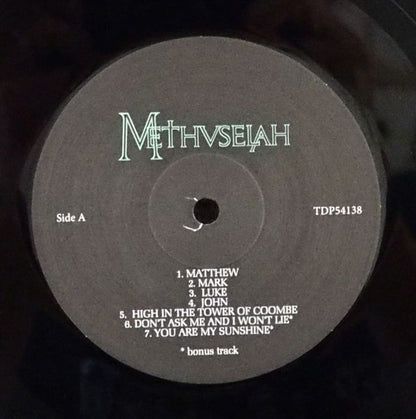 METHVSELAH
Side A
TDP54138
1. MATTHEW
2. MARK
3. LUKE
4. JOHN
5. HIGH IN THE TOWER OF COOMBE
6. DON'T ASK ME AND I WON'T LIE*
7. YOU ARE MY SUNSHINE*
* bonus track